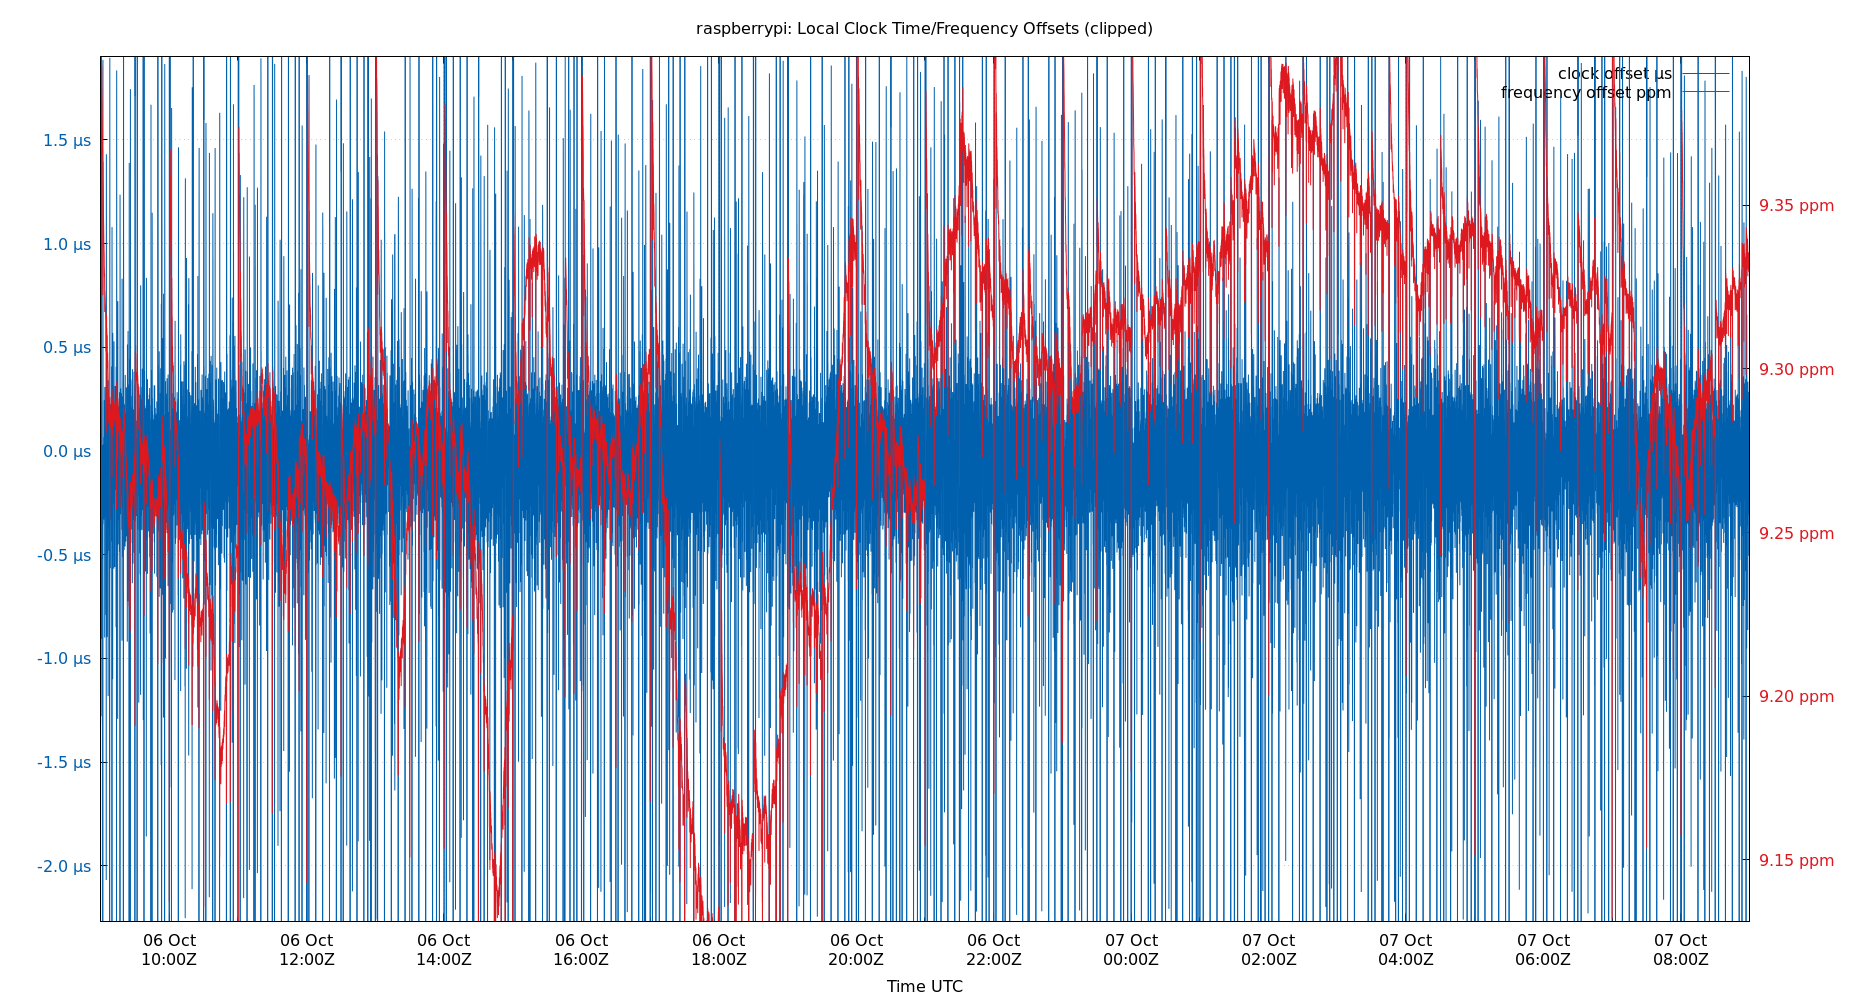 raspberrypi: Local Clock Time/Frequency Offsets (clipped)
clock offset µs
frequency offset ppm
1.5 µs
1.0 µs
0.5 µs
0.0 µs
-0.5 µs
-1.0 µs
-1.5 µs
-2.0 µs
9.35 ppm
9.30 ppm
9.25 ppm
9.20 ppm
9.15 ppm
06 Oct 06 Oct 06 Oct 06 Oct 06 Oct 06 Oct 06 Oct 07 Oct 07 Oct 07 Oct 07 Oct 07 Oct
10:00Z 12:00Z 14:00Z 16:00Z 18:00Z 20:00Z 22:00Z 00:00Z 02:00Z 04:00Z 06:00Z 08:00Z
Time UTC